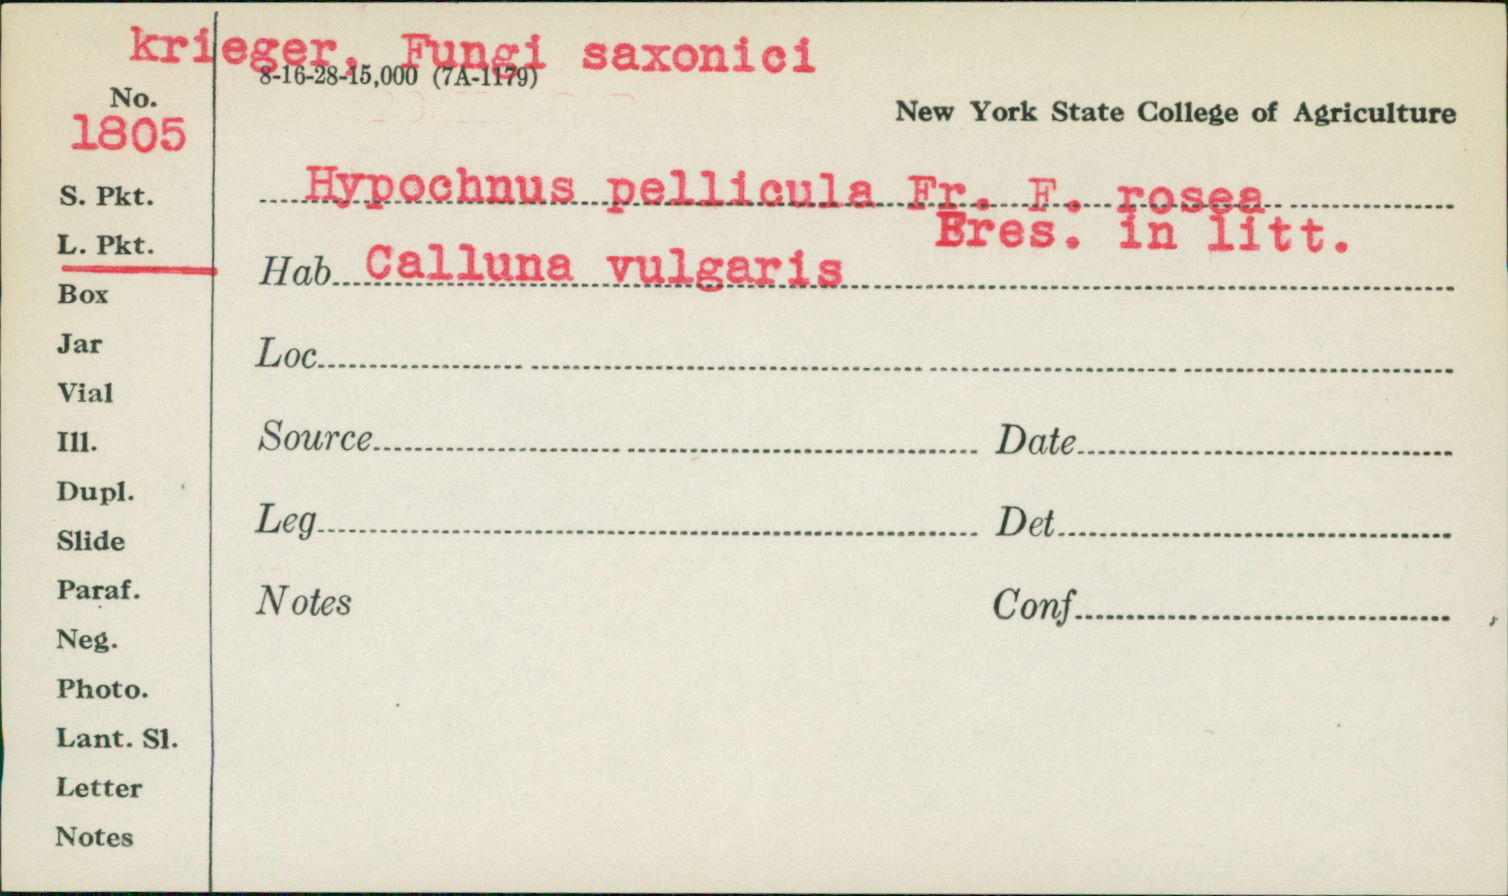 krieger, Fungi saxonici
8-16-28-15,000 (7A-1179)
No.
1805
New York State College of Agriculture
S. Pkt.
Hypochnus pellicula Fr. F. rosea
Bres. in litt.
L. Pkt.
Hab. Calluna vulgaris
Box
Jar
Loc.
Vial
Ill.
Source
Date
Dupl.
Slide
Leg.
Det.
Paraf.
Notes
Conf.
Neg.
Photo.
Lant. Sl.
Letter
Notes